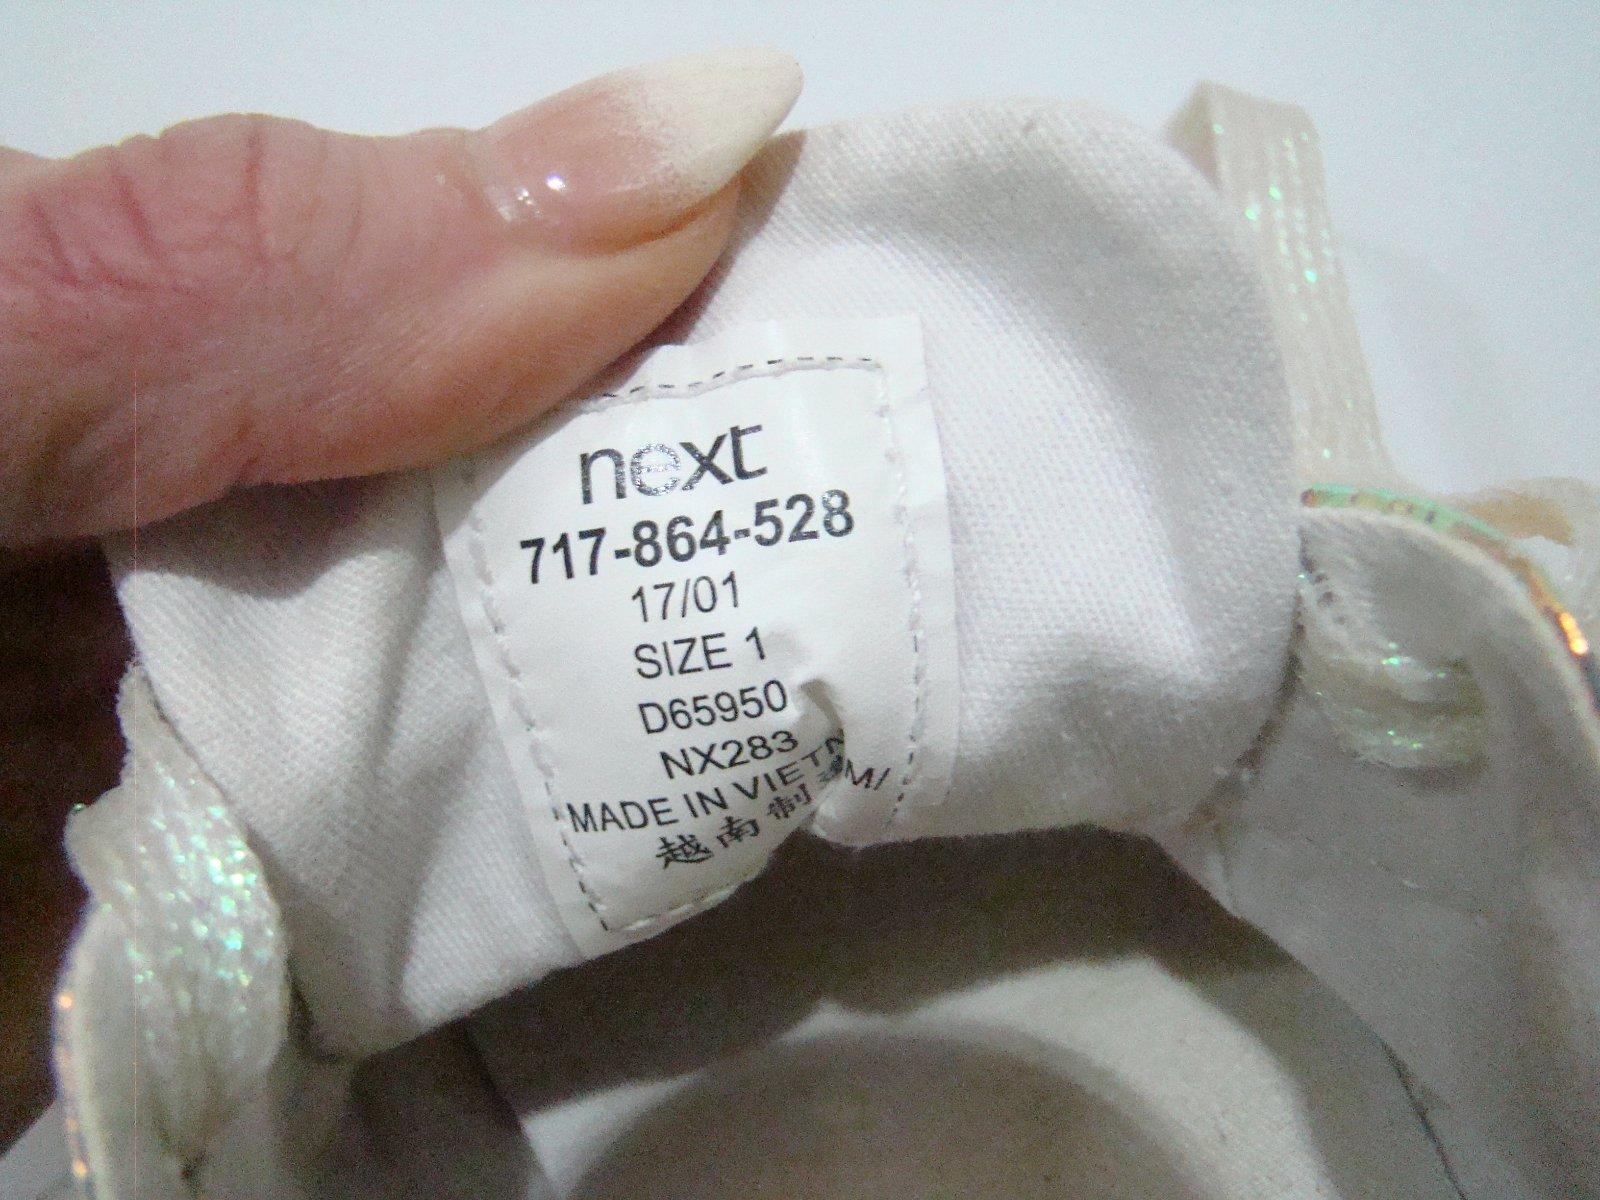 next
717-864-528
17/01
SIZE 1
D65950
NX283
MADE IN VIETNAM
越南制造